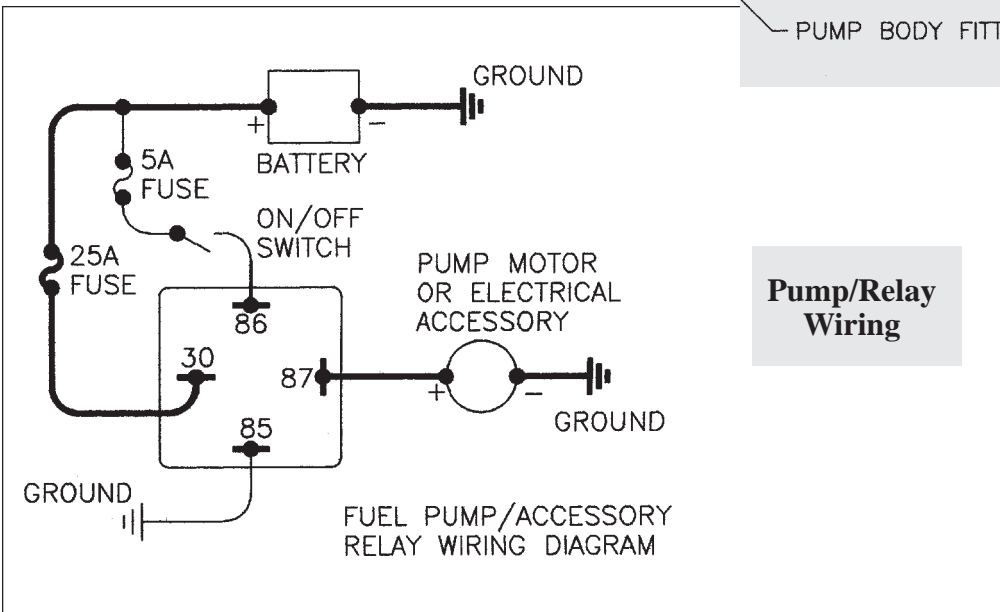 PUMP BODY FITT
GROUND
+
−
BATTERY
5A
FUSE
ON/OFF
SWITCH
25A
FUSE
PUMP MOTOR
OR ELECTRICAL
ACCESSORY
Pump/Relay
Wiring
86
30
87
+
−
GROUND
85
GROUND
FUEL PUMP/ACCESSORY
RELAY WIRING DIAGRAM